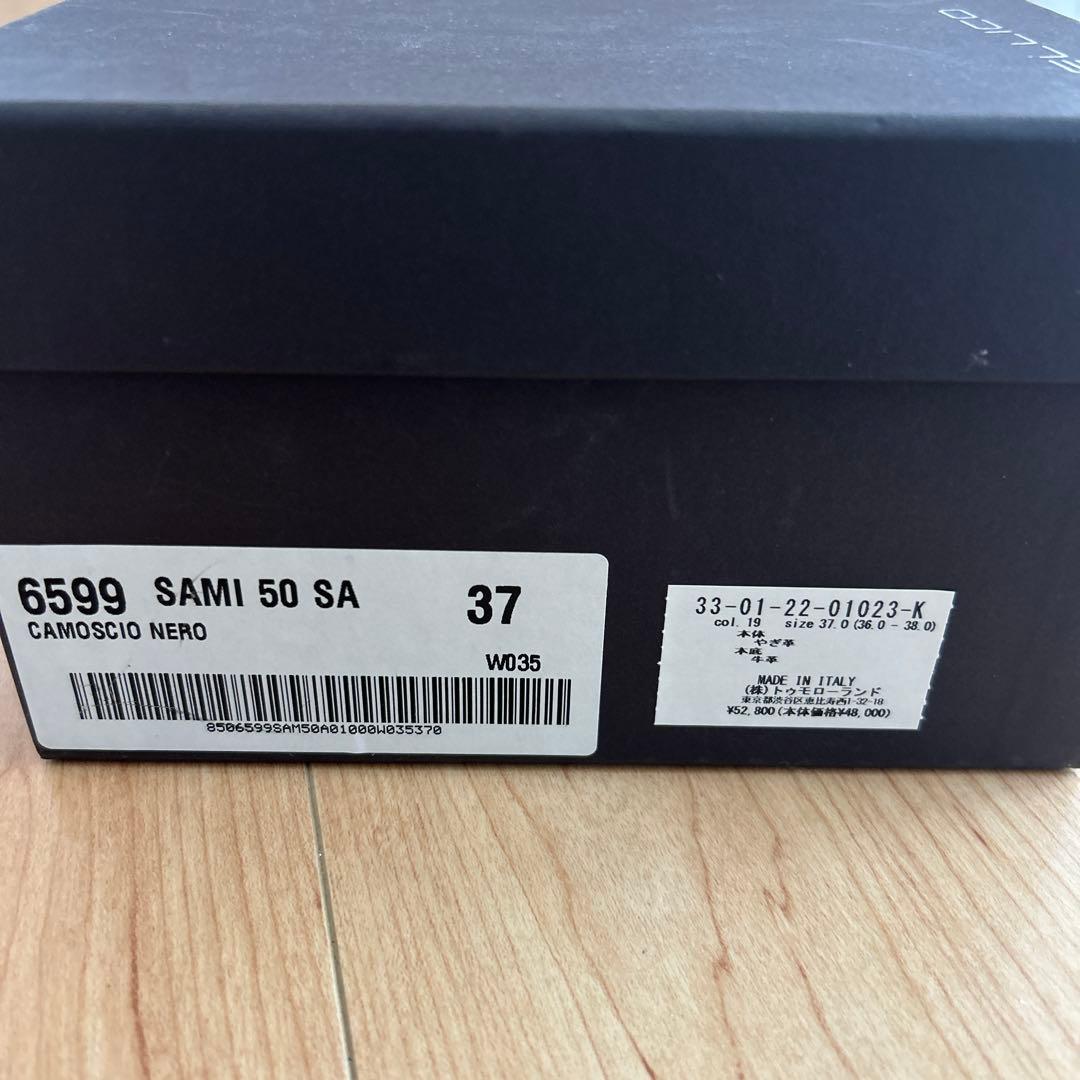 ELLICO
6599 SAMI 50 SA 37
CAMOSCIO NERO
W035
8506599SAM50A01000W035370
33-01-22-01023-K
col. 19 size 37.0 (36.0 - 38.0)
本体
やぎ革
本底
牛革
MADE IN ITALY
(株)トゥモローランド
東京都渋谷区恵比寿西1-32-18
¥52,800(本体価格¥48,000)